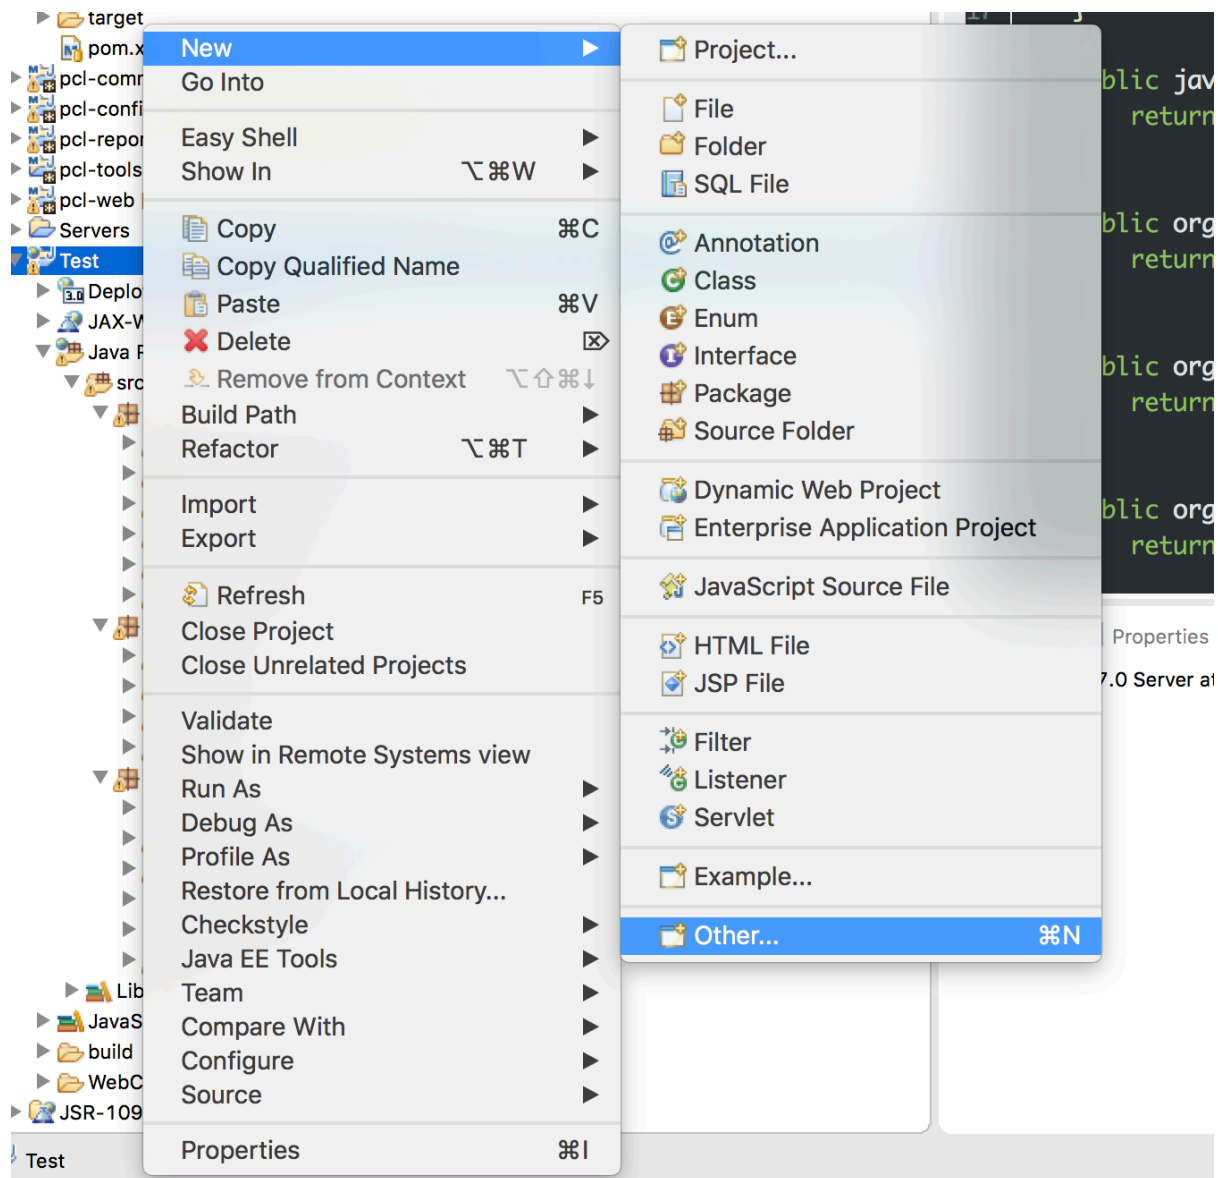 target
pom.x
pcl-comm
pcl-confi
pcl-repor
pcl-tools
pcl-web
Servers
Test
Deplo
3.0
JAX-W
Java R
src
Lib
JavaS
build
WebC
JSR-109
Test
New
Go Into
Easy Shell
Show In ⌥⌘W
Copy ⌘C
Copy Qualified Name
Paste ⌘V
Delete ⌦
Remove from Context ⌥⇧⌘↓
Build Path
Refactor ⌥⌘T
Import
Export
Refresh F5
Close Project
Close Unrelated Projects
Validate
Show in Remote Systems view
Run As
Debug As
Profile As
Restore from Local History...
Checkstyle
Java EE Tools
Team
Compare With
Configure
Source
Properties ⌘I
Project...
File
Folder
SQL File
Annotation
Class
Enum
Interface
Package
Source Folder
Dynamic Web Project
Enterprise Application Project
JavaScript Source File
HTML File
JSP File
Filter
Listener
Servlet
Example...
Other... ⌘N
17 }
blic jav
return
blic org
return
blic org
return
blic org
return
Properties
7.0 Server at